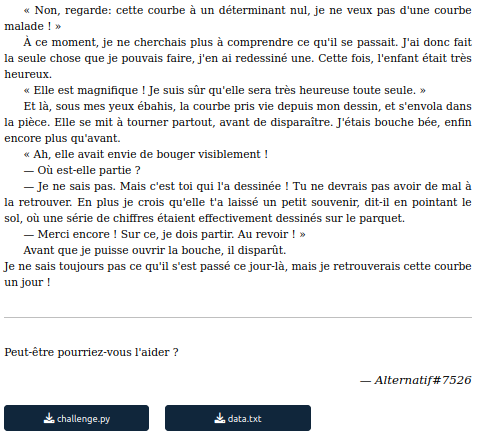 « Non, regarde: cette courbe à un déterminant nul, je ne veux pas d'une courbe
malade ! »
À ce moment, je ne cherchais plus à comprendre ce qu'il se passait. J'ai donc fait
la seule chose que je pouvais faire, j'en ai redessiné une. Cette fois, l'enfant était très
heureux.
« Elle est magnifique ! Je suis sûr qu'elle sera très heureuse toute seule. »
Et là, sous mes yeux ébahis, la courbe pris vie depuis mon dessin, et s'envola dans
la pièce. Elle se mit à tourner partout, avant de disparaître. J'étais bouche bée, enfin
encore plus qu'avant.
« Ah, elle avait envie de bouger visiblement !
— Où est-elle partie ?
— Je ne sais pas. Mais c'est toi qui l'a dessinée ! Tu ne devrais pas avoir de mal à
la retrouver. En plus je crois qu'elle t'a laissé un petit souvenir, dit-il en pointant le
sol, où une série de chiffres étaient effectivement dessinés sur le parquet.
— Merci encore ! Sur ce, je dois partir. Au revoir ! »
Avant que je puisse ouvrir la bouche, il disparût.
Je ne sais toujours pas ce qu'il s'est passé ce jour-là, mais je retrouverais cette courbe
un jour !
Peut-être pourriez-vous l'aider ?
— Alternatif#7526
challenge.py
data.txt